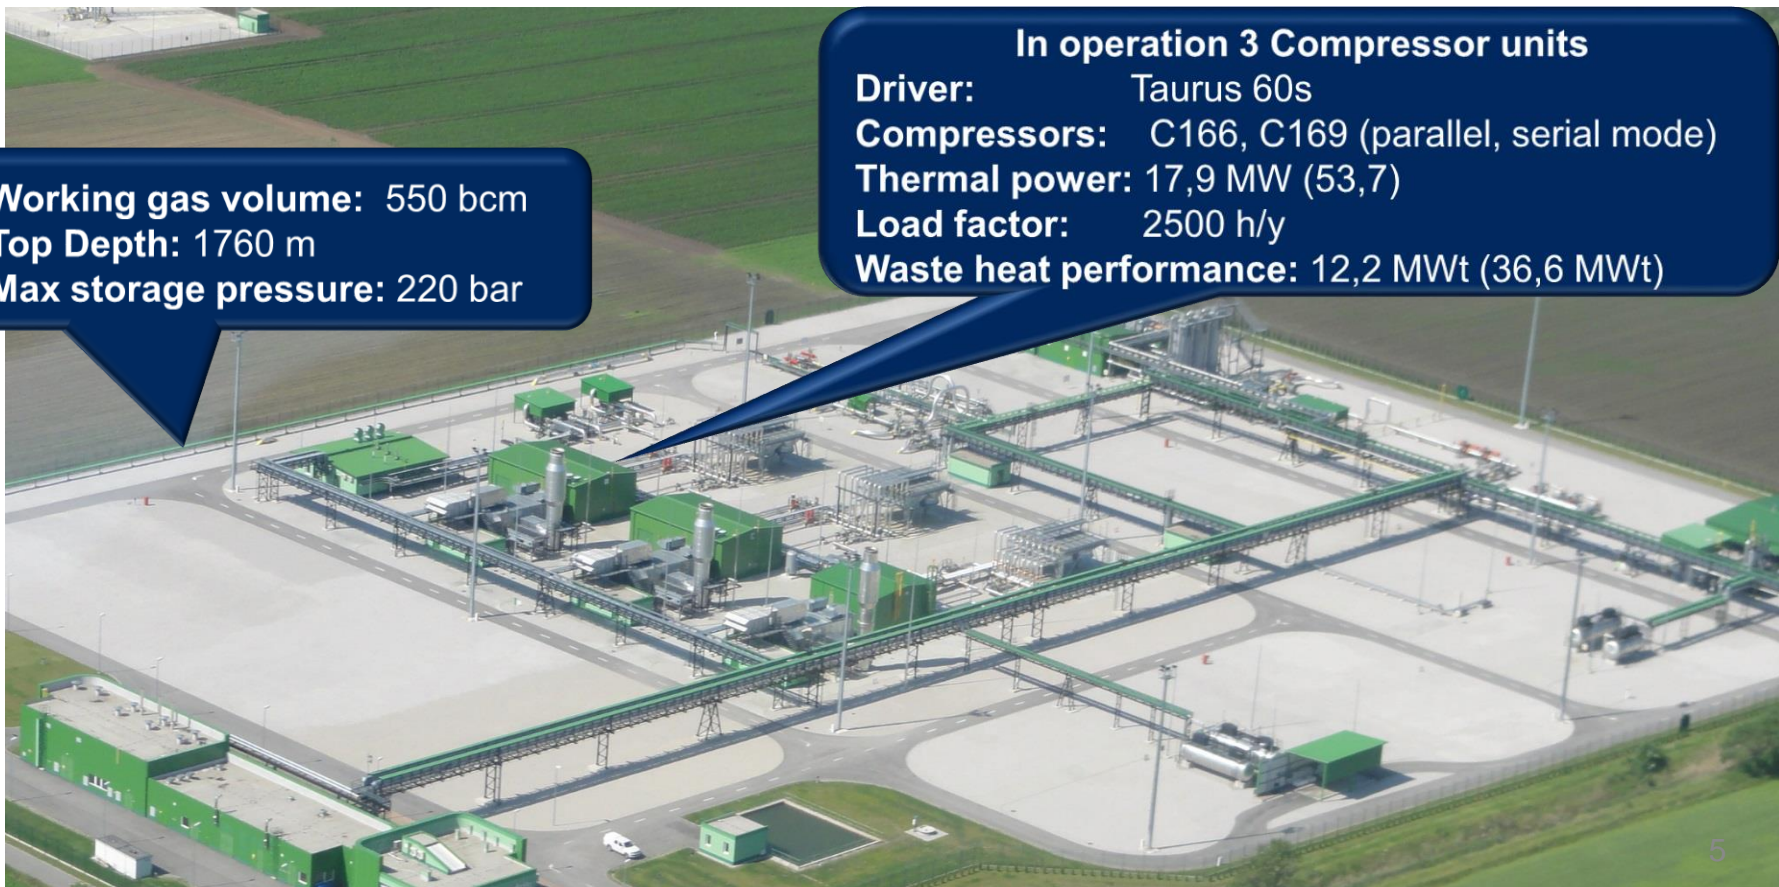 In operation 3 Compressor units
Driver: Taurus 60s
Compressors: C166, C169 (parallel, serial mode)
Thermal power: 17,9 MW (53,7)
Load factor: 2500 h/y
Waste heat performance: 12,2 MWt (36,6 MWt)
Working gas volume: 550 bcm
Top Depth: 1760 m
Max storage pressure: 220 bar
5